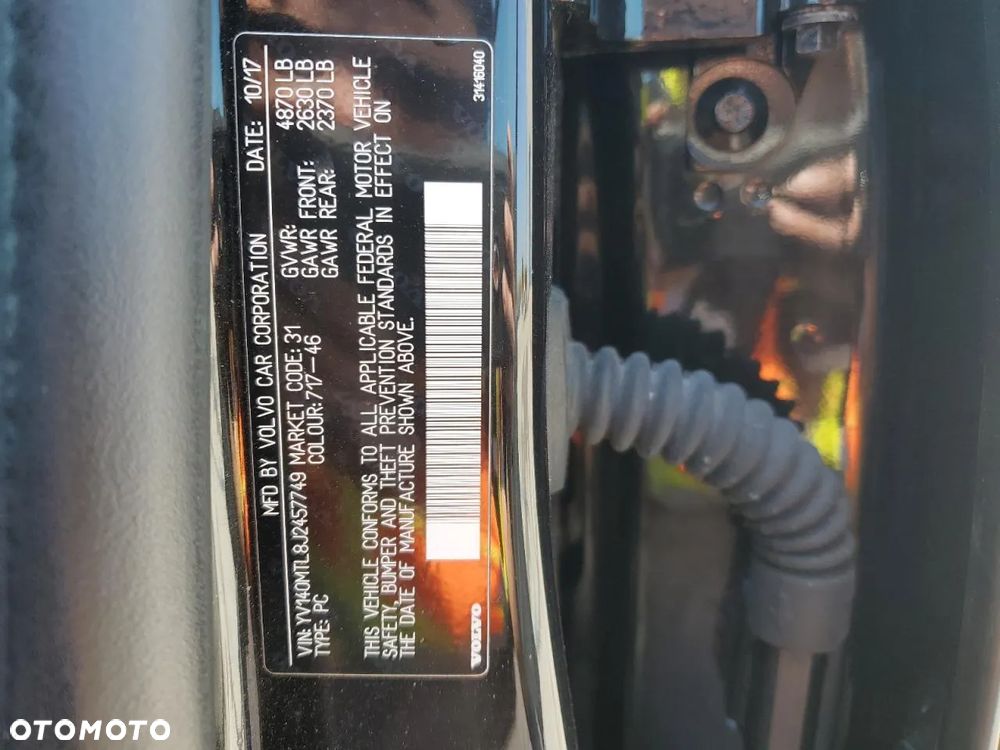 MFD BY VOLVO CAR CORPORATION DATE: 10/17
VIN: YV140MTL8J2457749 MARKET CODE: 31 GVWR: 4870 LB
TYPE: PC COLOUR: 717-46 GAWR FRONT: 2630 LB
GAWR REAR: 2370 LB
THIS VEHICLE CONFORMS TO ALL APPLICABLE FEDERAL MOTOR VEHICLE
SAFETY, BUMPER AND THEFT PREVENTION STANDARDS IN EFFECT ON
THE DATE OF MANUFACTURE SHOWN ABOVE.
VOLVO
31416040
OTOMOTO